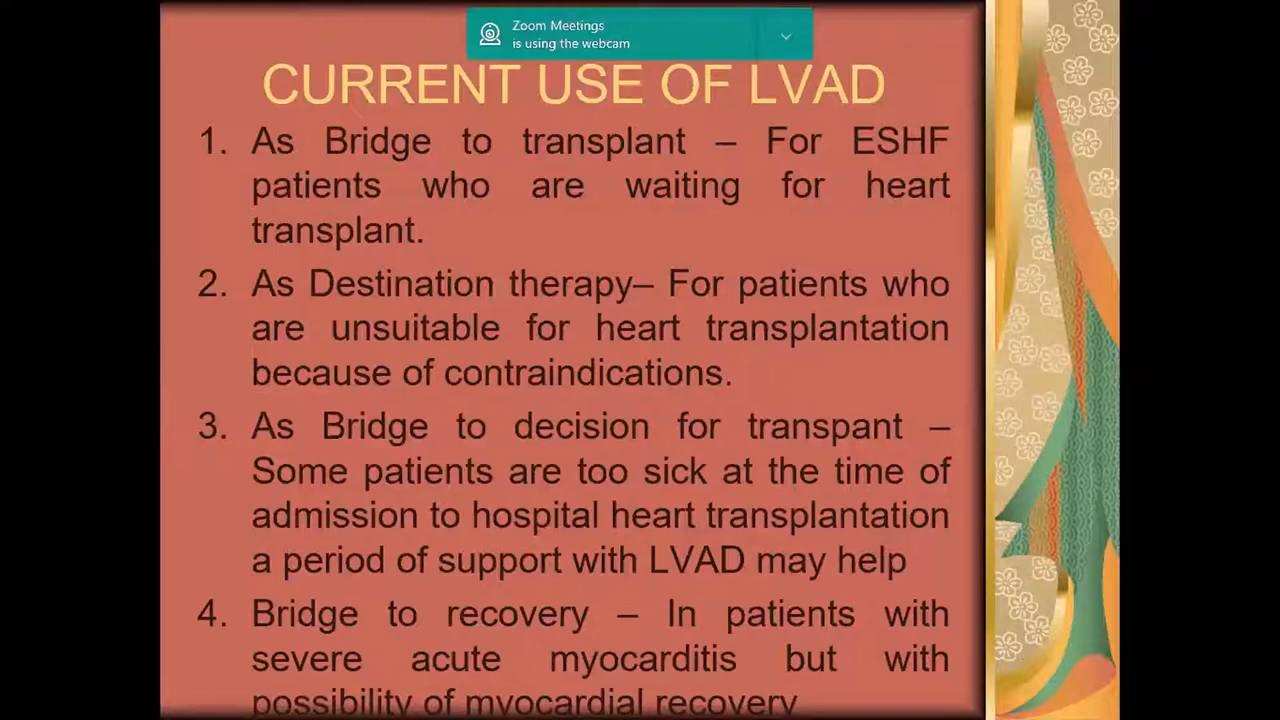 Zoom Meetings
is using the webcam
CURRENT USE OF LVAD
1. As Bridge to transplant – For ESHF
patients who are waiting for heart
transplant.
2. As Destination therapy– For patients who
are unsuitable for heart transplantation
because of contraindications.
3. As Bridge to decision for transpant –
Some patients are too sick at the time of
admission to hospital heart transplantation
a period of support with LVAD may help
4. Bridge to recovery – In patients with
severe acute myocarditis but with
possibility of myocardial recovery